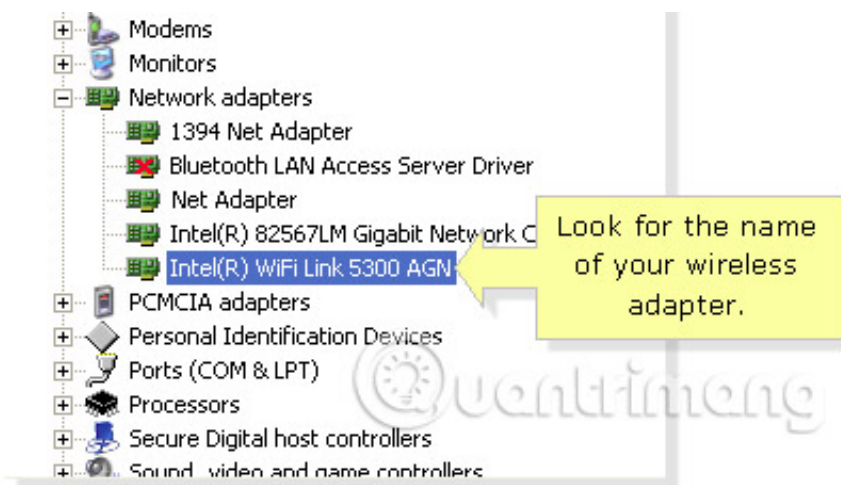 Modems
Monitors
Network adapters
1394 Net Adapter
Bluetooth LAN Access Server Driver
Net Adapter
Intel(R) 82567LM Gigabit Network C
Intel(R) WiFi Link 5300 AGN
Look for the name
of your wireless
adapter.
PCMCIA adapters
Personal Identification Devices
Ports (COM & LPT)
Processors
Secure Digital host controllers
Sound, video and game controllers
Quantrimang